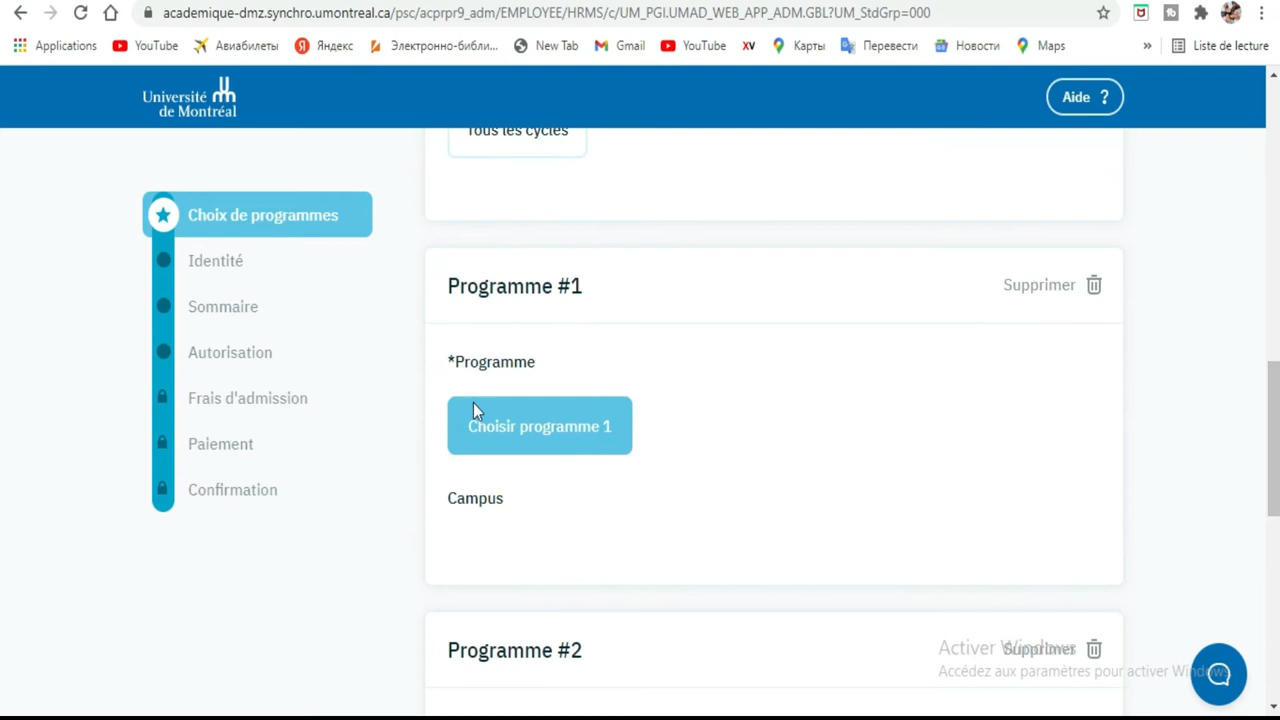 academique-dmz.synchro.umontreal.ca/psc/acprpr9_adm/EMPLOYEE/HRMS/c/UM_PGI.UMAD_WEB_APP_ADM.GBL?UM_StdGrp=000
Applications YouTube Авиабилеты Яндекс Электронно-библи... New Tab Gmail YouTube XV Карты Перевести Новости Maps » Liste de lecture
Université
de Montréal
Aide ?
Tous les cycles
Choix de programmes
Identité
Sommaire
Autorisation
Frais d'admission
Paiement
Confirmation
Programme #1
Supprimer
*Programme
Choisir programme 1
Campus
Programme #2
Supprimer
Activer Windows
Accédez aux paramètres pour activer Windows.